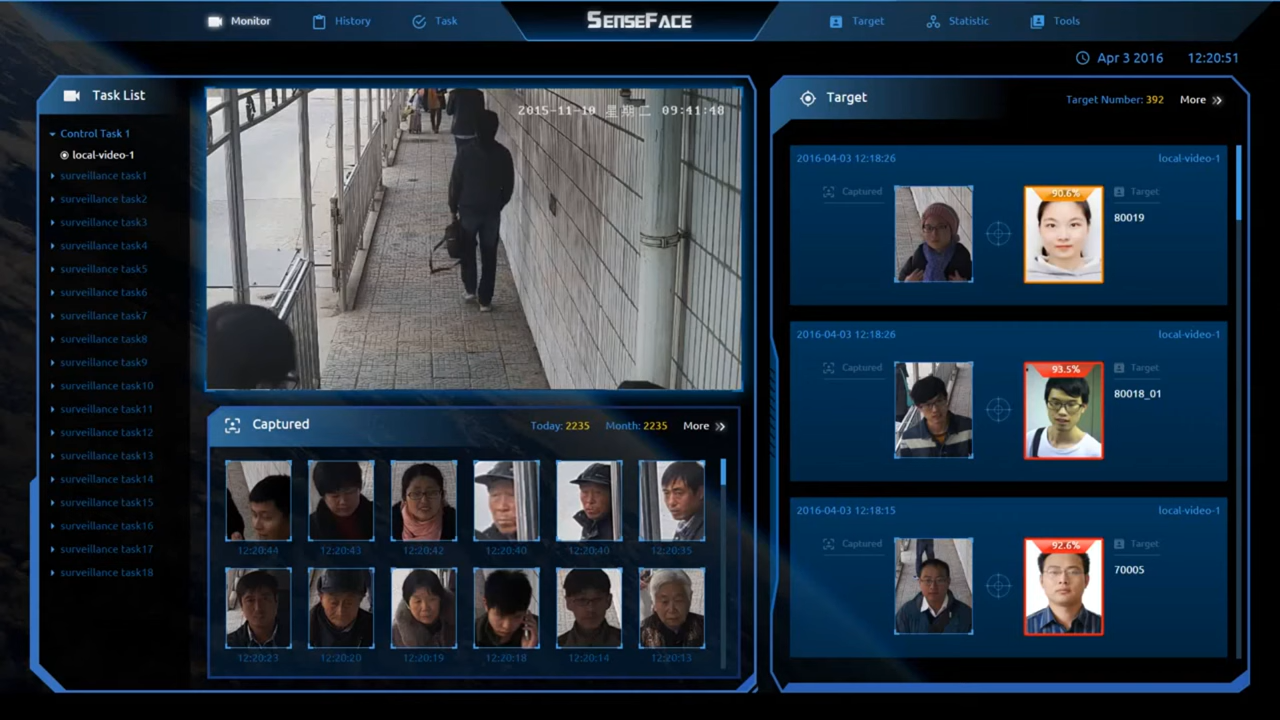 Monitor
History
Task
SENSEFACE
Target
Statistic
Tools
Apr 3 2016 12:20:51
Task List
Control Task 1
local-video-1
surveillance task1
surveillance task2
surveillance task3
surveillance task4
surveillance task5
surveillance task6
surveillance task7
surveillance task8
surveillance task9
surveillance task10
surveillance task11
surveillance task12
surveillance task13
surveillance task14
surveillance task15
surveillance task16
surveillance task17
surveillance task18
2015-11-10 星期二 09:41:48
Captured
Today: 2235 Month: 2235 More
12:20:44 12:20:43 12:20:42 12:20:40 12:20:40 12:20:35
12:20:23 12:20:20 12:20:19 12:20:18 12:20:14 12:20:13
Target
Target Number: 392 More
2016-04-03 12:18:26 local-video-1
Captured 90.6% Target
80019
2016-04-03 12:18:26 local-video-1
Captured 93.5% Target
80018_01
2016-04-03 12:18:15 local-video-1
Captured 92.6% Target
70005